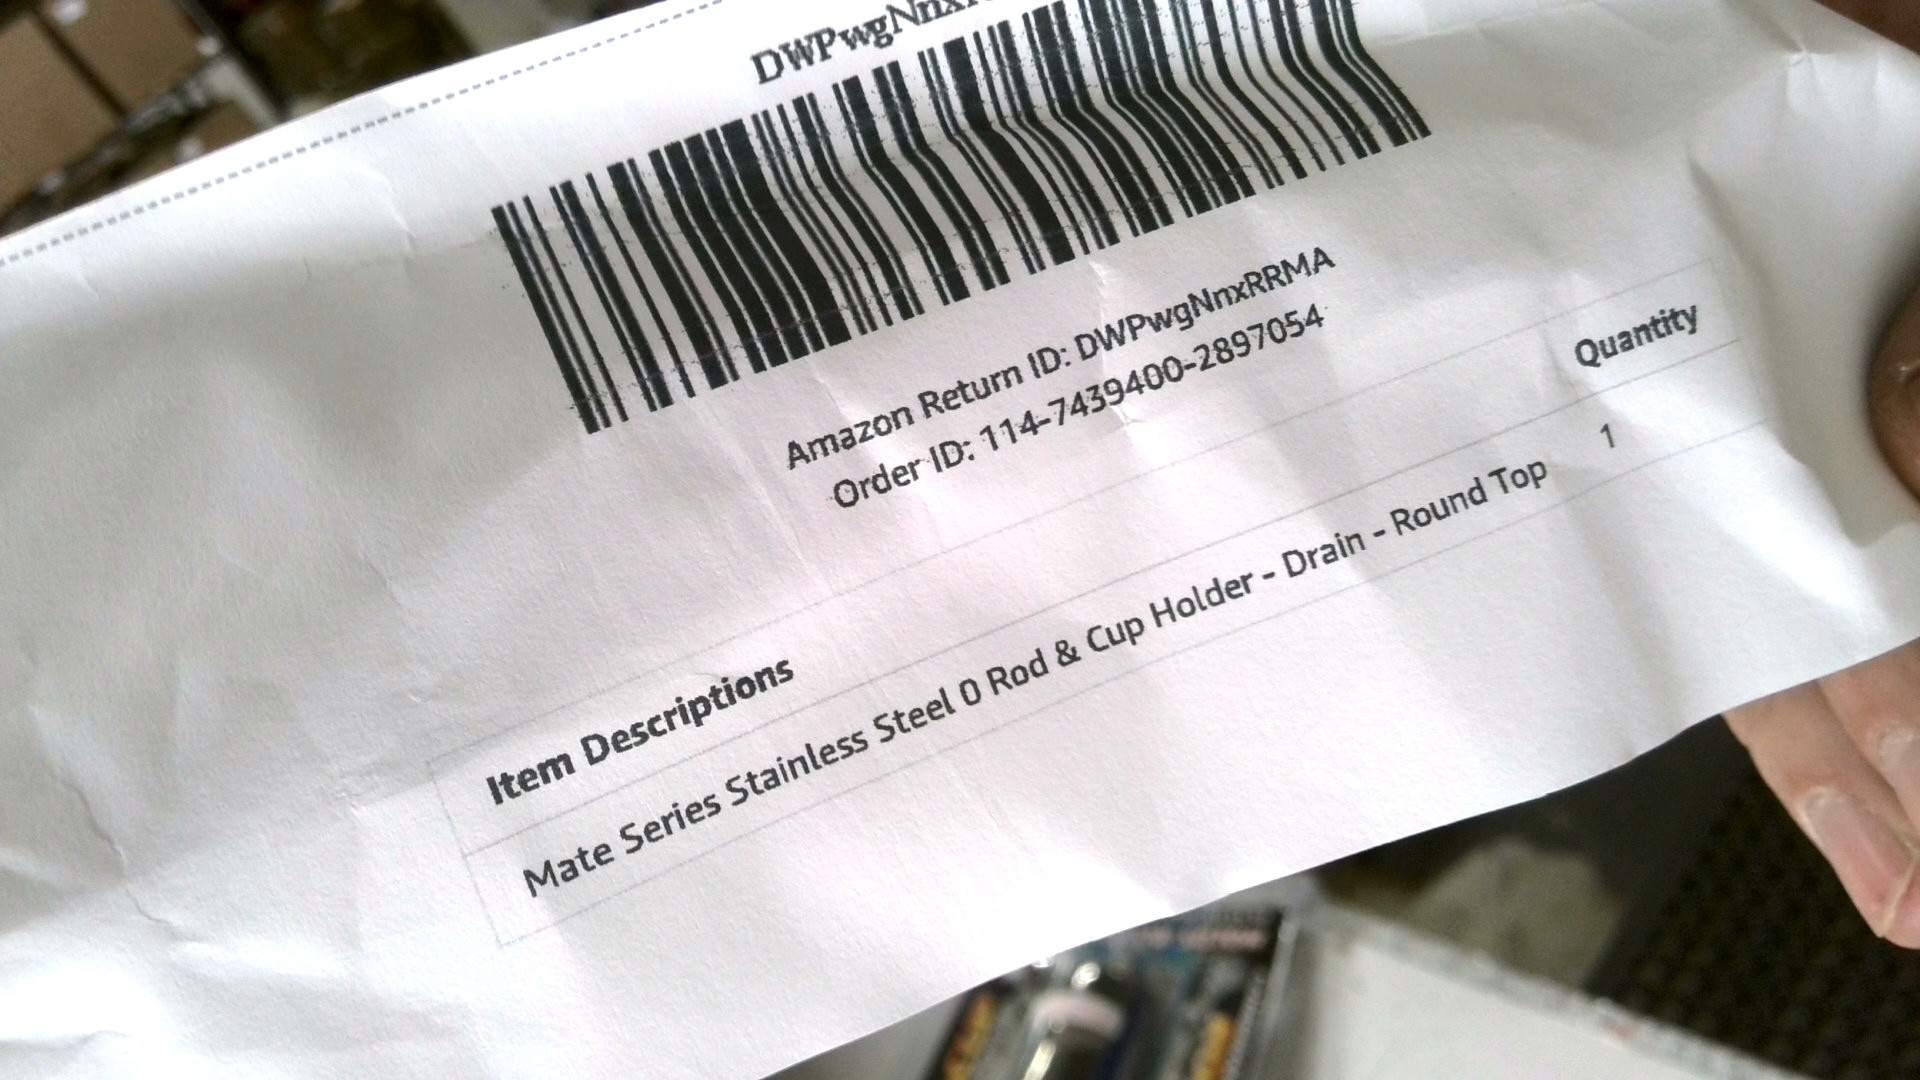 Amazon Return ID: DWPwgNnxRRMA
Order ID: 114-7439400-2897054
Item Descriptions Quantity
Mate Series Stainless Steel 0 Rod & Cup Holder - Drain - Round Top 1